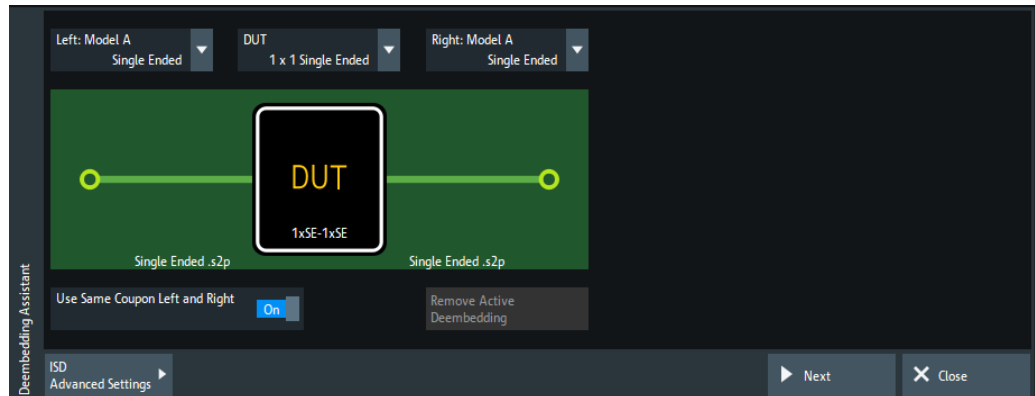 Left: Model A
Single Ended
DUT
1 x 1 Single Ended
Right: Model A
Single Ended
DUT
1xSE-1xSE
Single Ended .s2p
Single Ended .s2p
Use Same Coupon Left and Right
On
Remove Active
Deembedding
Deembedding Assistant
ISD
Advanced Settings
Next
Close